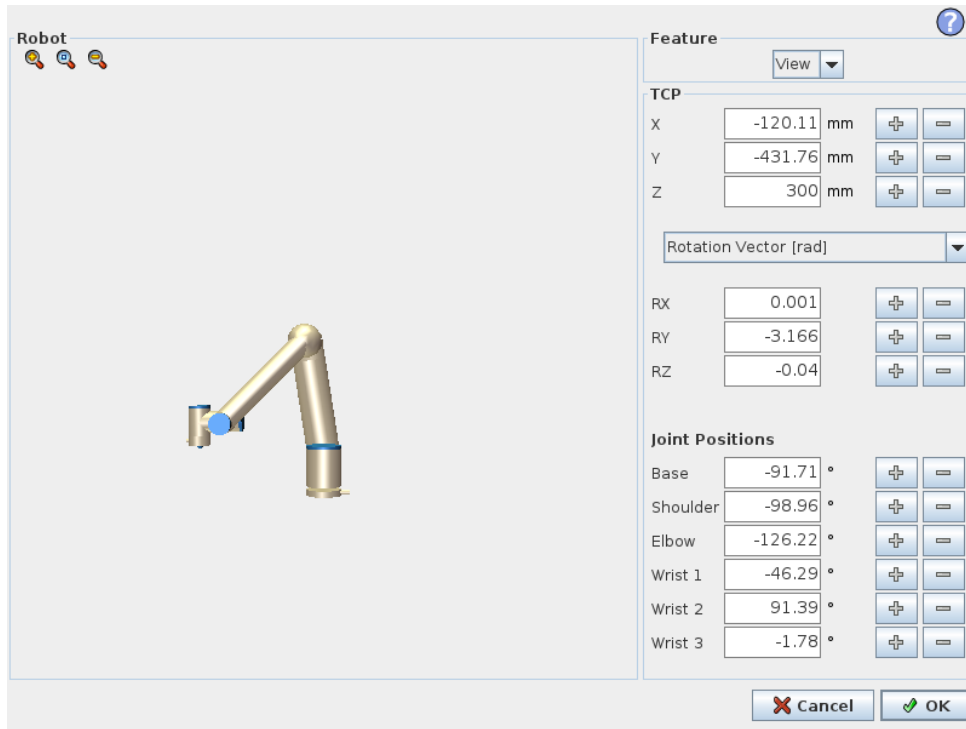 Robot
Feature
View
TCP
X -120.11 mm
Y -431.76 mm
Z 300 mm
Rotation Vector [rad]
RX 0.001
RY -3.166
RZ -0.04
Joint Positions
Base -91.71 °
Shoulder -98.96 °
Elbow -126.22 °
Wrist 1 -46.29 °
Wrist 2 91.39 °
Wrist 3 -1.78 °
Cancel OK